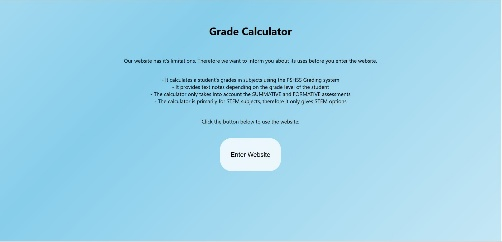 Grade Calculator
Our website has it's limitations. Therefore we want to inform you about its uses before you enter the website.
- It calculates a student's grades in subjects using the PSHSS Grading system
- It provides text notes depending on the grade level of the student
- The calculator only takes into account the SUMMATIVE and FORMATIVE assessments
- The calculator is primarily for STEM subjects, therefore it only gives STEM options
Click the button below to use the website:
Enter Website